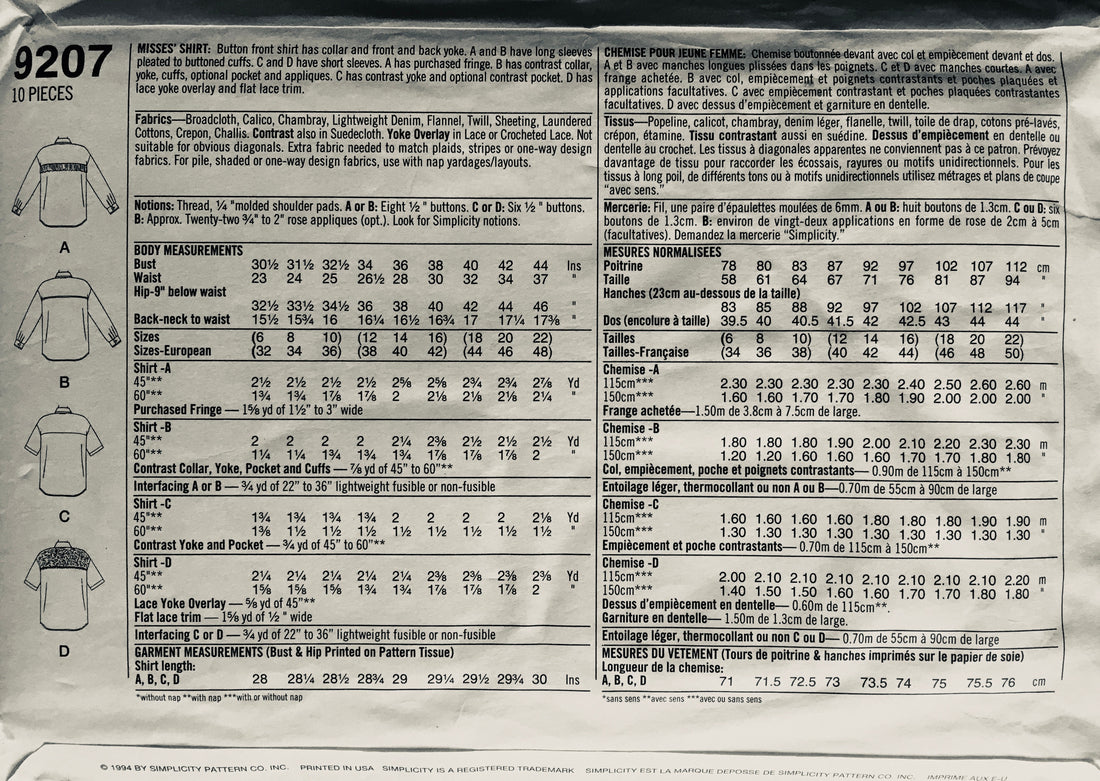 9207
10 PIECES
A
B
C
D
MISSES' SHIRT: Button front shirt has collar and front and back yoke. A and B have long sleeves
pleated to buttoned cuffs. C and D have short sleeves. A has purchased fringe. B has contrast collar,
yoke, cuffs, optional pocket and appliques. C has contrast yoke and optional contrast pocket. D has
lace yoke overlay and flat lace trim.
Fabrics—Broadcloth, Calico, Chambray, Lightweight Denim, Flannel, Twill, Sheeting, Laundered
Cottons, Crepon, Challis. Contrast also in Suedecloth. Yoke Overlay in Lace or Crocheted Lace. Not
suitable for obvious diagonals. Extra fabric needed to match plaids, stripes or one-way design
fabrics. For pile, shaded or one-way design fabrics, use with nap yardages/layouts.
Notions: Thread, ¼ "molded shoulder pads. A or B: Eight ½ " buttons. C or D: Six ½ " buttons.
B: Approx. Twenty-two ¾" to 2" rose appliques (opt.). Look for Simplicity notions.
BODY MEASUREMENTS
Bust 30½ 31½ 32½ 34 36 38 40 42 44 Ins
Waist 23 24 25 26½ 28 30 32 34 37 "
Hip-9" below waist
32½ 33½ 34½ 36 38 40 42 44 46 "
Back-neck to waist 15½ 15¾ 16 16¼ 16½ 16¾ 17 17¼ 17⅜ "
Sizes (6 8 10) (12 14 16) (18 20 22)
Sizes-European (32 34 36) (38 40 42) (44 46 48)
Shirt -A
45"** 2½ 2½ 2½ 2½ 2⅝ 2⅝ 2¾ 2¾ 2⅞ Yd
60"** 1¾ 1¾ 1⅞ 1⅞ 2 2⅛ 2⅛ 2⅛ 2¼ "
Purchased Fringe — 1⅝ yd of 1½" to 3" wide
Shirt -B
45"** 2 2 2 2 2¼ 2⅜ 2½ 2½ 2½ Yd
60"** 1¼ 1¼ 1¾ 1¾ 1¾ 1⅞ 1⅞ 1⅞ 2 "
Contrast Collar, Yoke, Pocket and Cuffs — ⅞ yd of 45" to 60"**
Interfacing A or B — ¾ yd of 22" to 36" lightweight fusible or non-fusible
Shirt -C
45"** 1¾ 1¾ 1¾ 1¾ 2 2 2 2 2⅛ Yd
60"** 1⅜ 1½ 1½ 1½ 1½ 1½ 1½ 1½ 1½ "
Contrast Yoke and Pocket — ¾ yd of 45" to 60"**
Shirt -D
45"** 2¼ 2¼ 2¼ 2¼ 2¼ 2⅜ 2⅜ 2⅜ 2⅜ Yd
60"** 1⅝ 1⅝ 1⅝ 1¾ 1¾ 1⅞ 1⅞ 1⅞ 2 "
Lace Yoke Overlay — ⅝ yd of 45"**
Flat lace trim — 1⅝ yd of ½ " wide
Interfacing C or D — ¾ yd of 22" to 36" lightweight fusible or non-fusible
GARMENT MEASUREMENTS (Bust & Hip Printed on Pattern Tissue)
Shirt length:
A, B, C, D 28 28¼ 28½ 28¾ 29 29¼ 29½ 29¾ 30 Ins
*without nap **with nap ***with or without nap
CHEMISE POUR JEUNE FEMME: Chemise boutonnée devant avec col et empiècement devant et dos.
A et B avec manches longues plissées dans les poignets. C et D avec manches courtes. A avec
frange achetée. B avec col, empiècement et poignets contrastants et poches plaquées et
applications facultatives. C avec empiècement contrastant et poches plaquées contrastantes
facultatives. D avec dessus d'empiècement et garniture en dentelle.
Tissus—Popeline, calicot, chambray, denim léger, flanelle, twill, toile de drap, cotons pré-lavés,
crépon, étamine. Tissu contrastant aussi en suédine. Dessus d'empiècement en dentelle ou
dentelle au crochet. Les tissus à diagonales apparentes ne conviennent pas à ce patron. Prévoyez
davantage de tissu pour raccorder les écossais, rayures ou motifs unidirectionnels. Pour les
tissus à long poil, de différents tons ou à motifs unidirectionnels utilisez métrages et plans de coupe
"avec sens."
Mercerie: Fil, une paire d'épaulettes moulées de 6mm. A ou B: huit boutons de 1.3cm. C ou D: six
boutons de 1.3cm. B: environ de vingt-deux applications en forme de rose de 2cm à 5cm
(facultatives). Demandez la mercerie "Simplicity."
MESURES NORMALISEES
Poitrine 78 80 83 87 92 97 102 107 112 cm
Taille 58 61 64 67 71 76 81 87 94 "
Hanches (23cm au-dessous de la taille)
83 85 88 92 97 102 107 112 117 "
Dos (encolure à taille) 39.5 40 40.5 41.5 42 42.5 43 44 44 "
Tailles (6 8 10) (12 14 16) (18 20 22)
Tailles-Française (34 36 38) (40 42 44) (46 48 50)
Chemise -A
115cm*** 2.30 2.30 2.30 2.30 2.30 2.40 2.50 2.60 2.60 m
150cm*** 1.60 1.60 1.70 1.70 1.80 1.90 2.00 2.00 2.00 "
Frange achetée—1.50m de 3.8cm à 7.5cm de large.
Chemise -B
115cm*** 1.80 1.80 1.80 1.90 2.00 2.10 2.20 2.30 2.30 m
150cm*** 1.20 1.20 1.60 1.60 1.60 1.70 1.70 1.80 1.80 "
Col, empiècement, poche et poignets contrastants— 0.90m de 115cm à 150cm**
Entoilage léger, thermocollant ou non A ou B—0.70m de 55cm à 90cm de large
Chemise -C
115cm*** 1.60 1.60 1.60 1.60 1.80 1.80 1.80 1.90 1.90 m
150cm*** 1.30 1.30 1.30 1.30 1.30 1.30 1.30 1.30 1.30 "
Empiècement et poche contrastants— 0.70m de 115cm à 150cm**
Chemise -D
115cm*** 2.00 2.10 2.10 2.10 2.10 2.10 2.10 2.10 2.20 m
150cm*** 1.40 1.50 1.50 1.60 1.60 1.70 1.70 1.80 1.80 "
Dessus d'empiècement en dentelle— 0.60m de 115cm**.
Garniture en dentelle— 1.50m de 1.3cm de large.
Entoilage léger, thermocollant ou non C ou D— 0.70m de 55cm à 90cm de large
MESURES DU VETEMENT (Tours de poitrine & hanches imprimés sur le papier de soie)
Longueur de la chemise:
A, B, C, D 71 71.5 72.5 73 73.5 74 75 75.5 76 cm
*sans sens **avec sens ***avec ou sans sens
© 1994 BY SIMPLICITY PATTERN CO. INC. PRINTED IN USA SIMPLICITY IS A REGISTERED TRADEMARK SIMPLICITY EST LA MARQUE DEPOSSE DE SIMPLICITY PATTERN CO. INC. IMPRIME AUX E-U